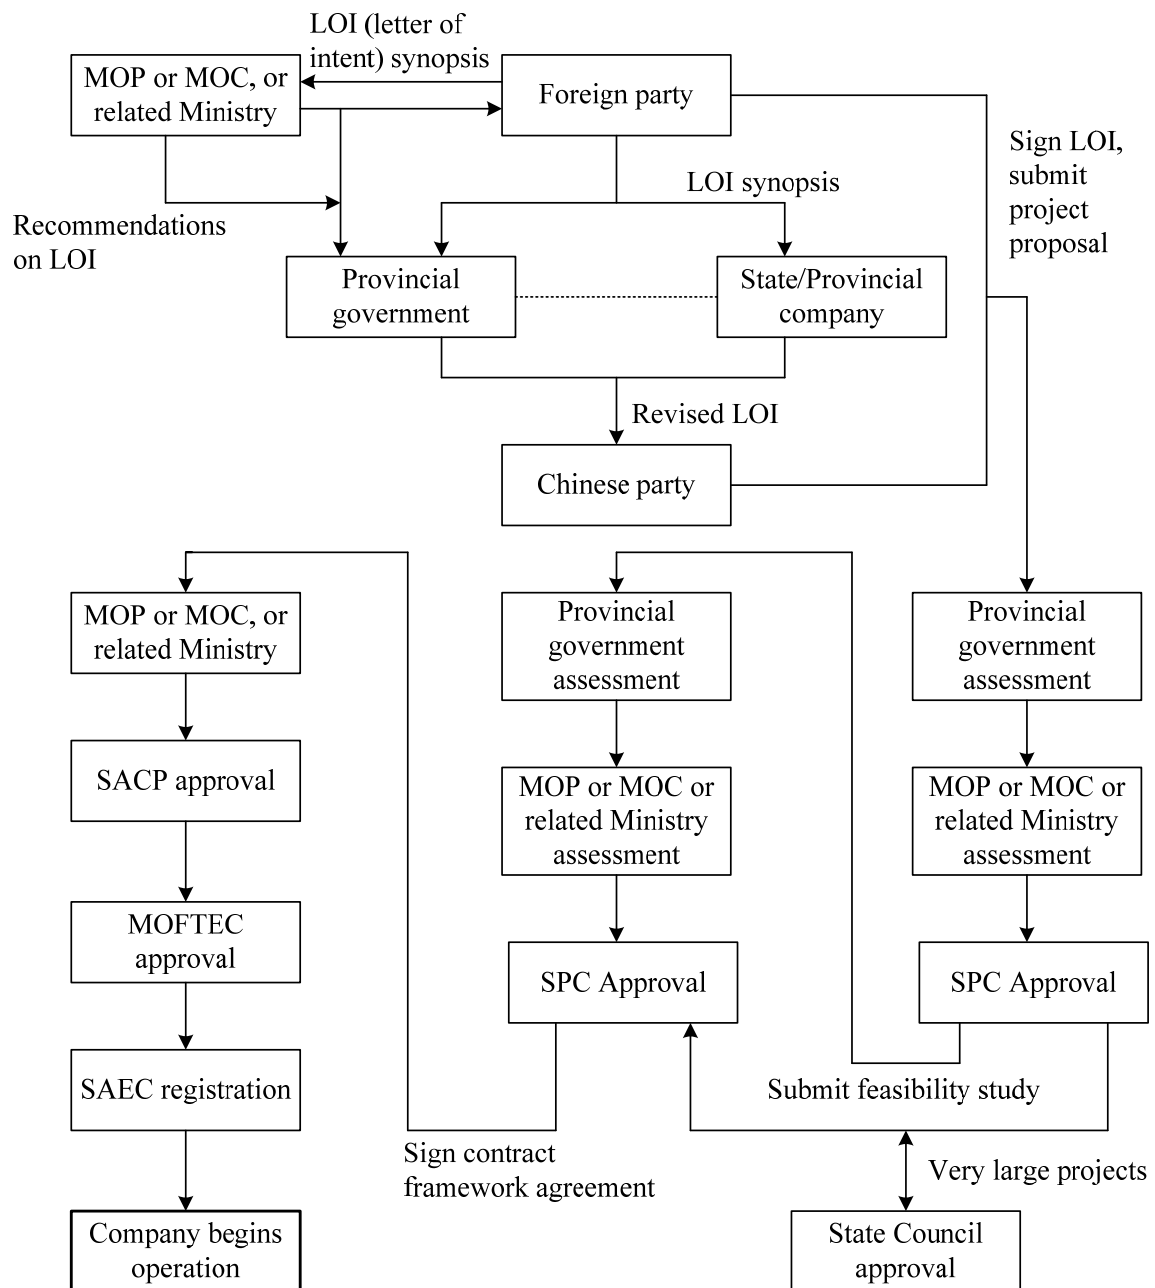 LOI (letter of
intent) synopsis
MOP or MOC, or
related Ministry
Foreign party
Sign LOI,
submit
project
proposal
LOI synopsis
Recommendations
on LOI
Provincial
government
State/Provincial
company
Revised LOI
Chinese party
MOP or MOC, or
related Ministry
Provincial
government
assessment
Provincial
government
assessment
SACP approval
MOP or MOC or
related Ministry
assessment
MOP or MOC or
related Ministry
assessment
MOFTEC
approval
SPC Approval
SPC Approval
SAEC registration
Submit feasibility study
Sign contract
framework agreement
Very large projects
Company begins
operation
State Council
approval